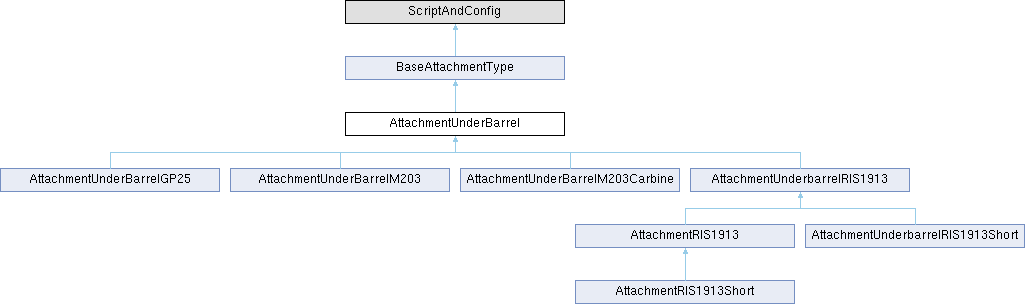 ScriptAndConfig
BaseAttachmentType
AttachmentUnderBarrel
AttachmentUnderBarrelGP25
AttachmentUnderBarrelM203
AttachmentUnderBarrelM203Carbine
AttachmentUnderbarrelRIS1913
AttachmentRIS1913
AttachmentUnderbarrelRIS1913Short
AttachmentRIS1913Short